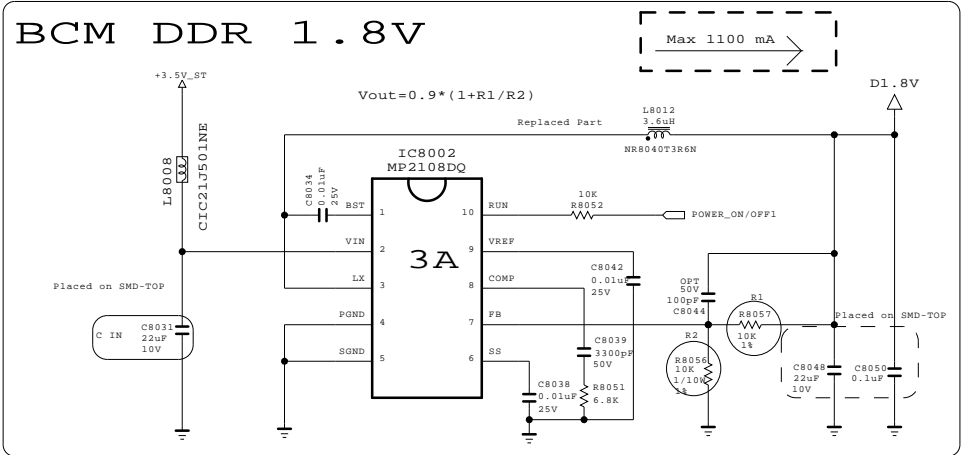 BCM DDR 1.8V
Max 1100 mA
+3.5V_ST
Vout=0.9*(1+R1/R2)
D1.8V
L8012
3.6uH
NR8040T3R6N
Replaced Part
L8008
CIC21J501NE
C8034
0.01uF
25V
IC8002
MP2108DQ
3A
BST
1
VIN
2
LX
3
PGND
4
SGND
5
10
RUN
9
VREF
8
COMP
7
FB
6
SS
10K
R8052
POWER_ON/OFF1
Placed on SMD-TOP
C IN
C8031
22uF
10V
C8042
0.01uF
25V
OPT
50V
100pF
C8044
R1
R8057
10K
1%
Placed on SMD-TOP
C8039
3300pF
50V
R2
R8056
10K
1/10W
1%
C8038
0.01uF
25V
R8051
6.8K
C8048
22uF
10V
C8050
0.1uF